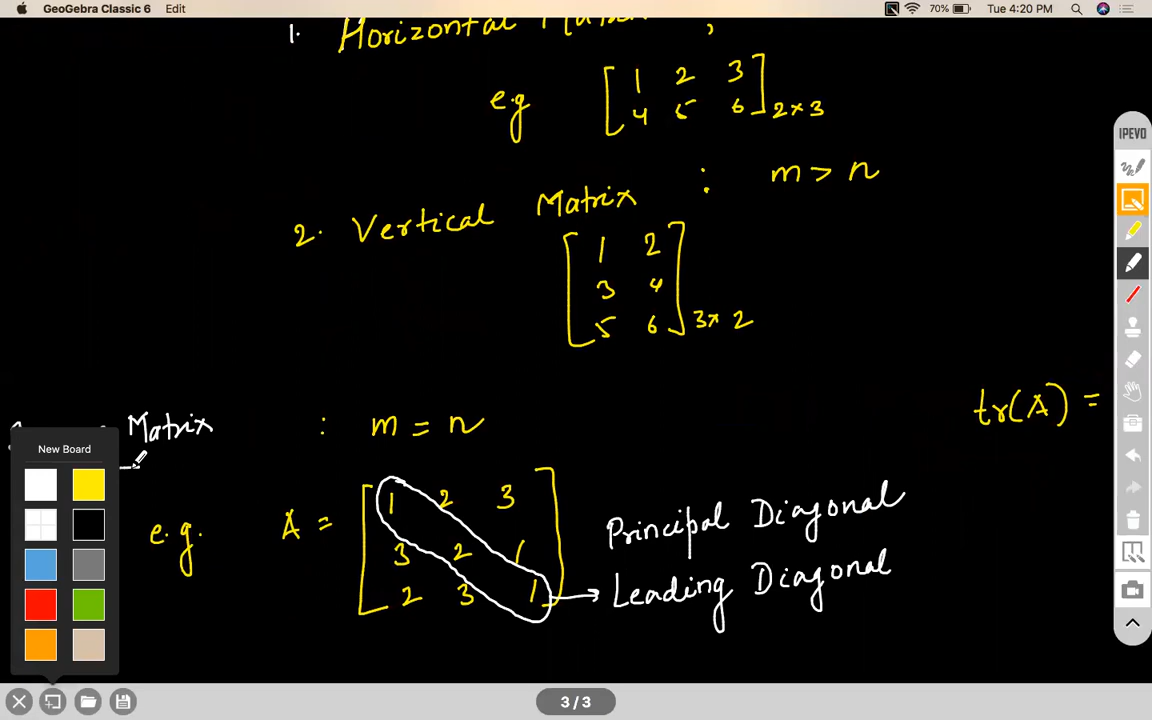 GeoGebra Classic 6 Edit 70% Tue 4:20 PM
1. Horizontal
e.g
1 2 3
4 5 6
2×3
2. Vertical Matrix : m > n
1 2
3 4
5 6
3×2
Matrix : m = n
tr(A) =
e.g. A =
1 2 3
3 2 1
2 3 1
Principal Diagonal
Leading Diagonal
IPEVO
New Board
3/3